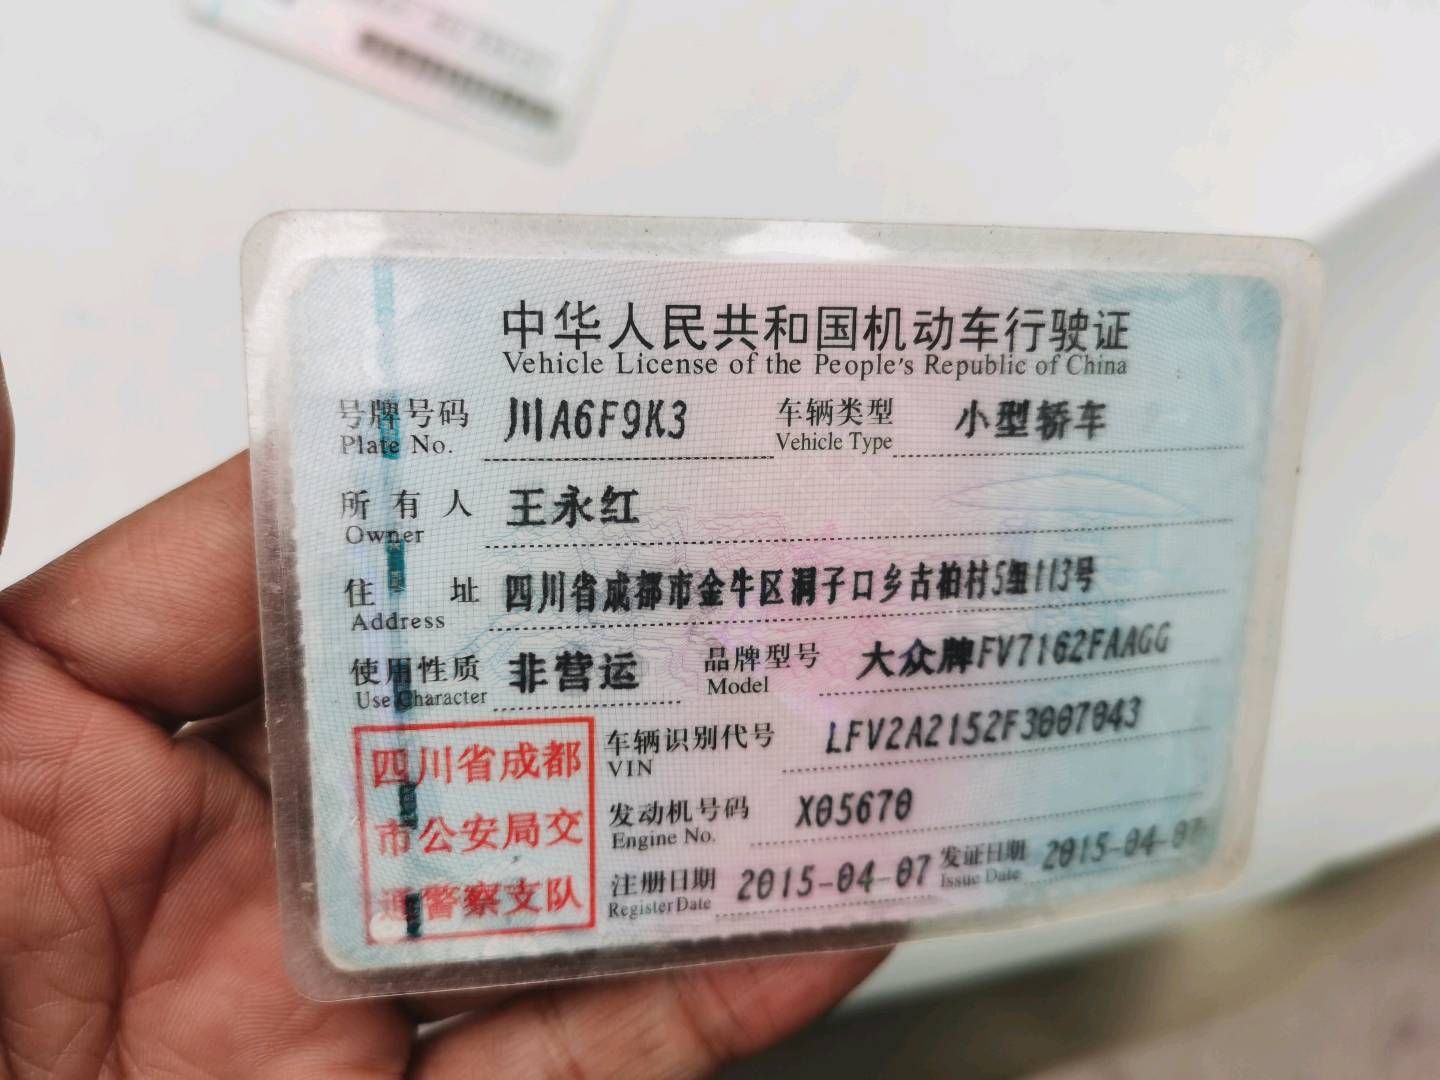 中华人民共和国机动车行驶证
Vehicle License of the People's Republic of China
号牌号码 川A6F9K3 车辆类型 小型轿车
Plate No. Vehicle Type
所有人 王永红
Owner
住址 四川省成都市金牛区洞子口乡古柏村5组113号
Address
使用性质 非营运 品牌型号 大众牌FV7162FAAGG
Use Character Model
四川省成都
市公安局交
通警察支队
车辆识别代号 LFV2A2152F3007043
VIN
发动机号码 X05670
Engine No.
注册日期 2015-04-07 发证日期 2015-04-07
Register Date Issue Date